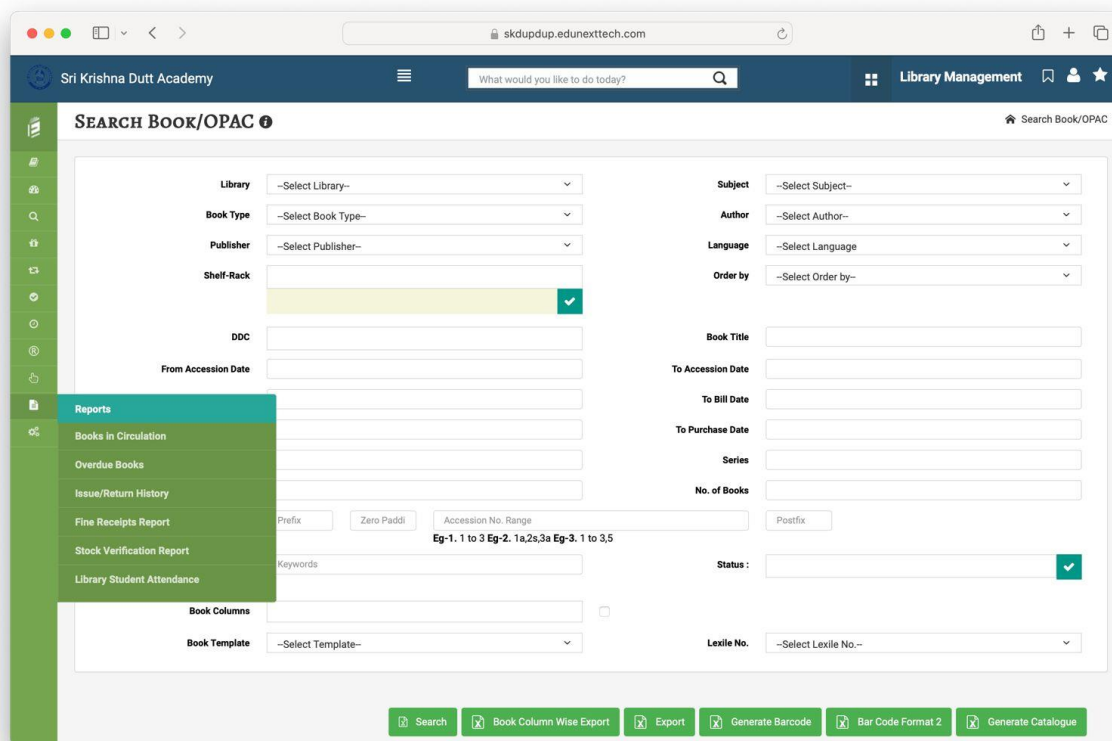 skdupdup.edunexttech.com
Sri Krishna Dutt Academy
What would you like to do today?
Library Management
SEARCH BOOK/OPAC
Search Book/OPAC
Library --Select Library-- Subject --Select Subject--
Book Type --Select Book Type-- Author --Select Author--
Publisher --Select Publisher-- Language --Select Language
Shelf-Rack Order by --Select Order by--
DDC Book Title
From Accession Date To Accession Date
To Bill Date
Reports
Books in Circulation To Purchase Date
Overdue Books Series
Issue/Return History No. of Books
Fine Receipts Report Prefix Zero Paddi Accession No. Range Postfix
Eg-1. 1 to 3 Eg-2. 1a,2s,3a Eg-3. 1 to 3,5
Stock Verification Report
Keywords Status :
Library Student Attendance
Book Columns
Book Template --Select Template-- Lexile No. --Select Lexile No.--
Search Book Column Wise Export Export Generate Barcode Bar Code Format 2 Generate Catalogue